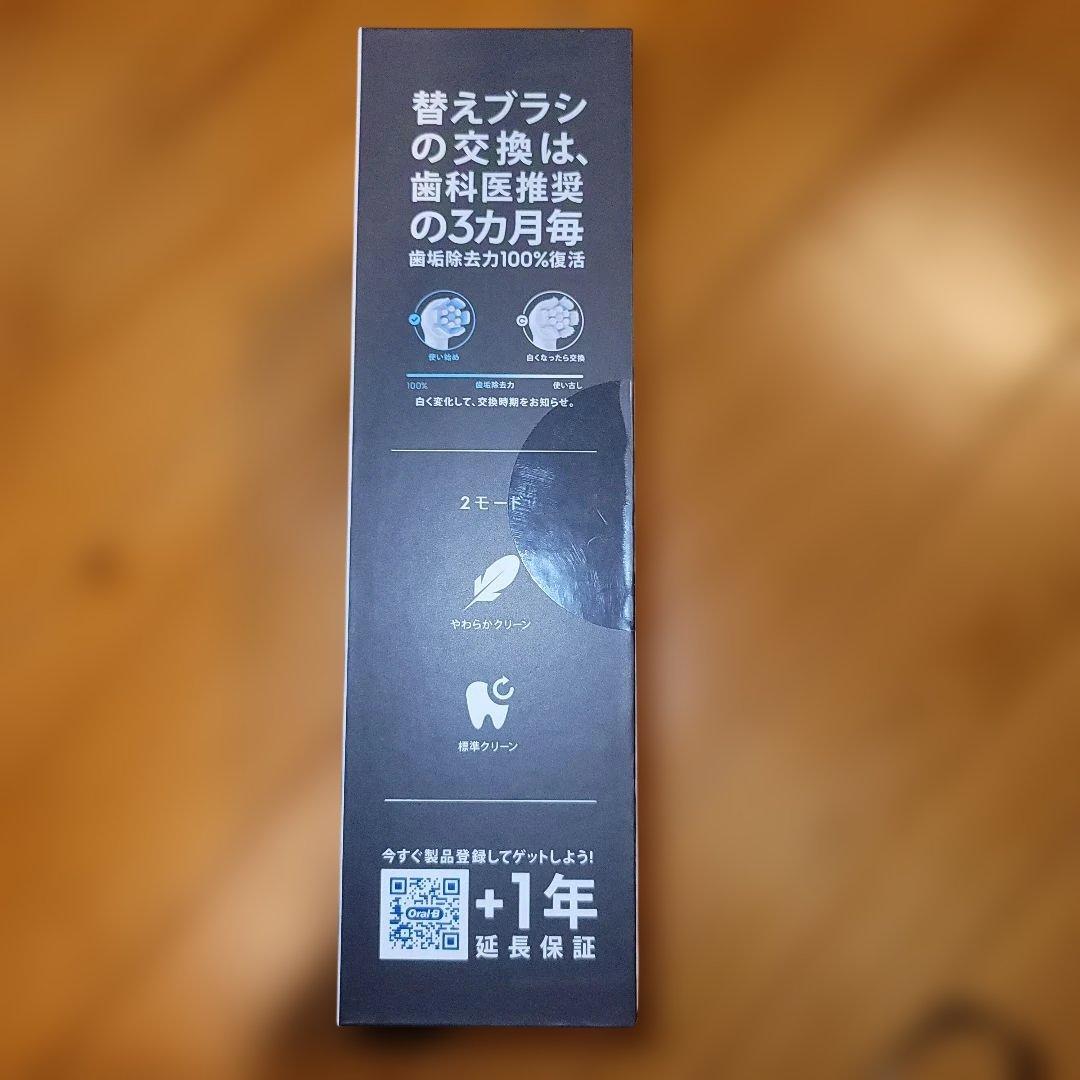 替えブラシ
の交換は、
歯科医推奨
の3カ月毎
歯垢除去力100%復活
使い始め
白くなったら交換
100%
歯垢除去力
使い古し
白く変化して、交換時期をお知らせ。
2モード
やわらかクリーン
標準クリーン
今すぐ製品登録してゲットしよう!
Oral-B
+1年
延長保証